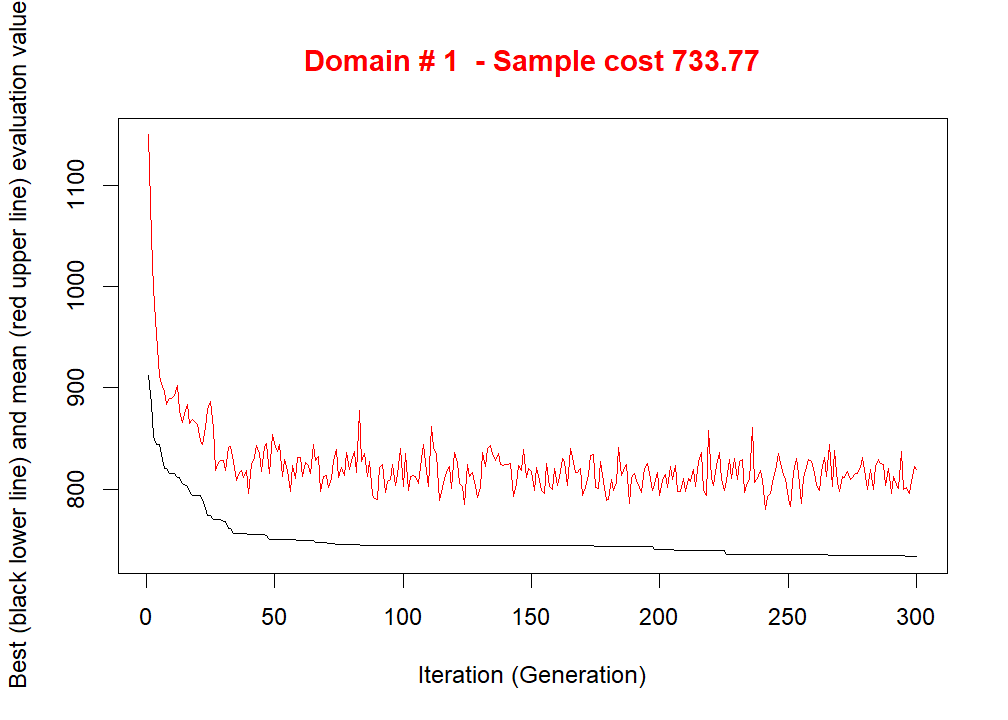 Domain # 1  - Sample cost 733.77
Best (black lower line) and mean (red upper line) evaluation value
1100
1000
900
800
0 50 100 150 200 250 300
Iteration (Generation)